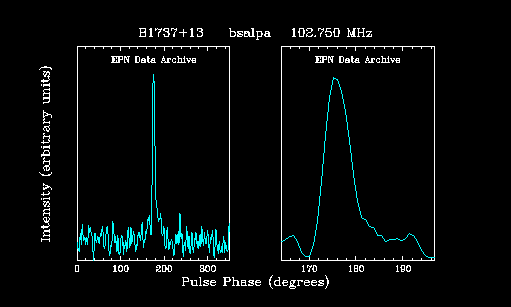 B1737+13 bsalpa 102.750 MHz
EPN Data Archive
EPN Data Archive
Intensity (arbitrary units)
0 100 200 300
170 180 190
Pulse Phase (degrees)